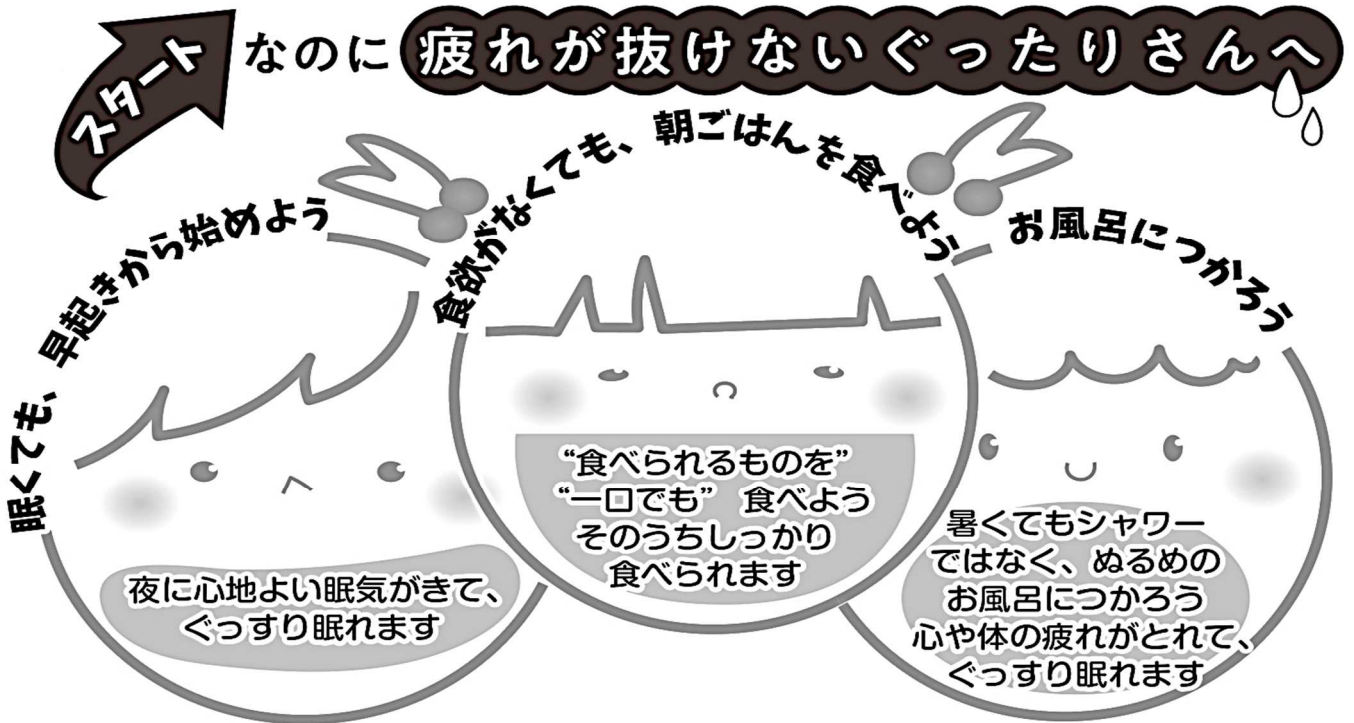 スタート なのに 疲れが抜けないぐったりさんへ
眠くても、早起きから始めよう
夜に心地よい眠気がきて、
ぐっすり眠れます
食欲がなくても、朝ごはんを食べよう
“食べられるものを”
“一口でも” 食べよう
そのうちしっかり
食べられます
お風呂につかろう
暑くてもシャワー
ではなく、ぬるめの
お風呂につかろう
心や体の疲れがとれて、
ぐっすり眠れます